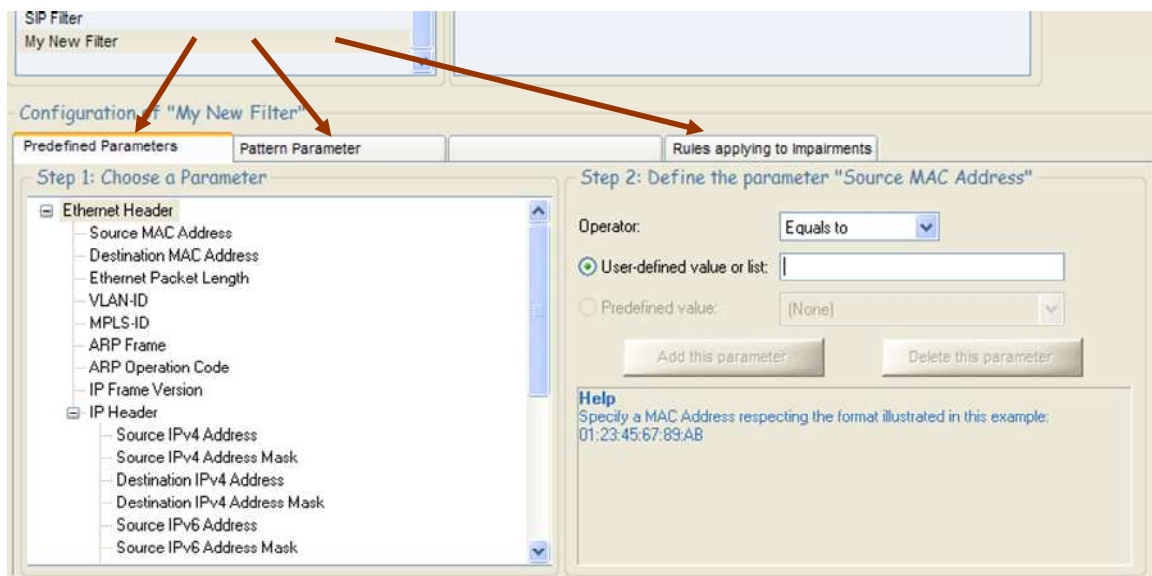 SIP Filter
My New Filter
Configuration of "My New Filter"
Predefined Parameters
Pattern Parameter
Rules applying to Impairments
Step 1: Choose a Parameter
Ethernet Header
Source MAC Address
Destination MAC Address
Ethernet Packet Length
VLAN-ID
MPLS-ID
ARP Frame
ARP Operation Code
IP Frame Version
IP Header
Source IPv4 Address
Source IPv4 Address Mask
Destination IPv4 Address
Destination IPv4 Address Mask
Source IPv6 Address
Source IPv6 Address Mask
Step 2: Define the parameter "Source MAC Address"
Operator:
Equals to
User-defined value or list:
Predefined value:
(None)
Add this parameter
Delete this parameter
Help
Specify a MAC Address respecting the format illustrated in this example:
01:23:45:67:89:AB